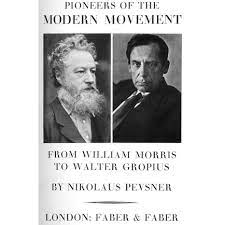 PIONEERS OF THE
MODERN MOVEMENT
FROM WILLIAM MORRIS
TO WALTER GROPIUS
BY NIKOLAUS PEVSNER
LONDON: FABER & FABER